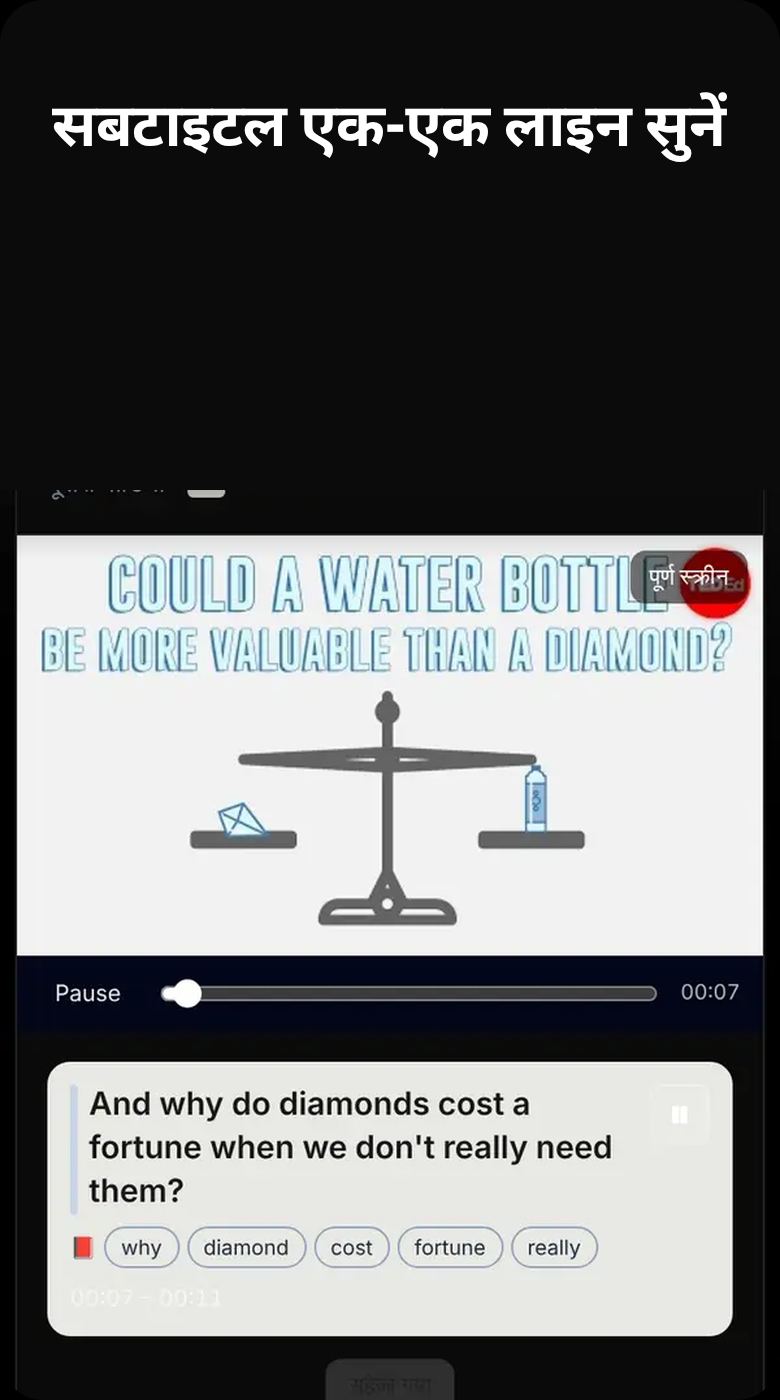 सबटाइटल एक-एक लाइन सुनें
COULD A WATER BOTTLE
पूर्ण स्क्रीन
BE MORE VALUABLE THAN A DIAMOND?
Pause
00:07
And why do diamonds cost a
fortune when we don't really need
them?
why diamond cost fortune really
00:07 – 00:11